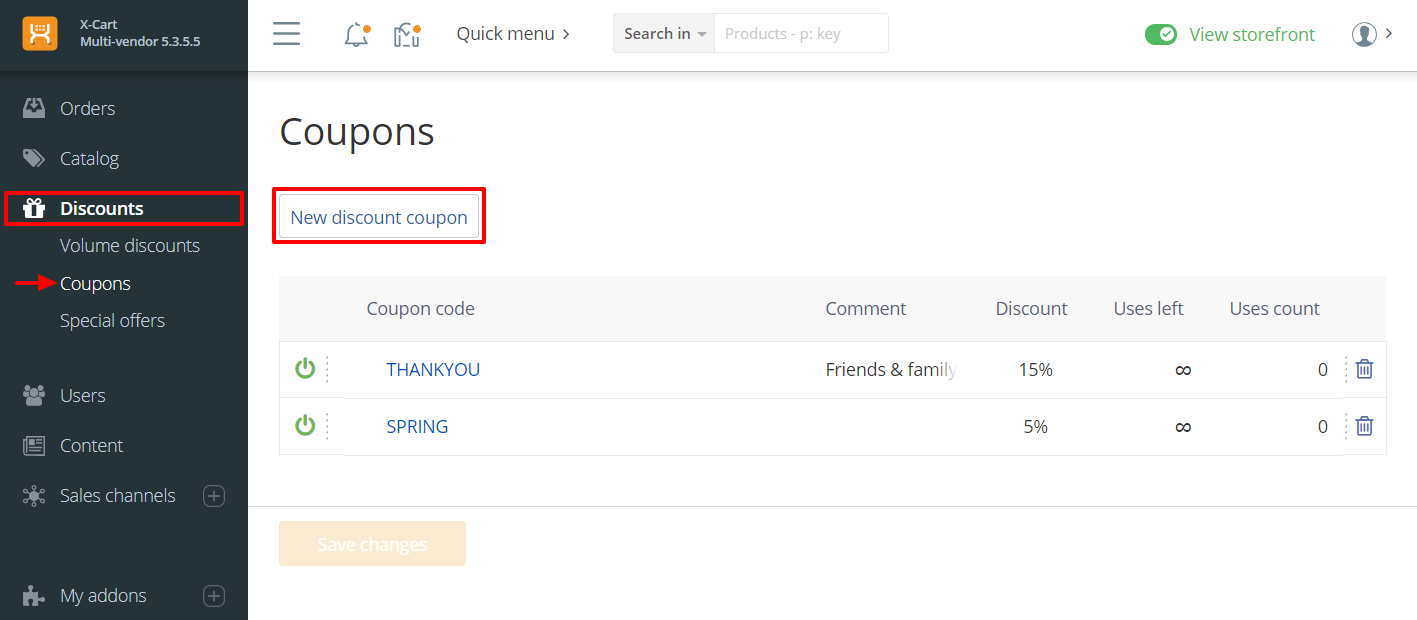 X-Cart
Multi-vendor 5.3.5.5
Quick menu
Search in
Products - p: key
View storefront
Orders
Catalog
Discounts
Volume discounts
Coupons
Special offers
Users
Content
Sales channels
My addons
Coupons
New discount coupon
Coupon code Comment Discount Uses left Uses count
THANKYOU Friends & family 15% ∞ 0
SPRING 5% ∞ 0
Save changes